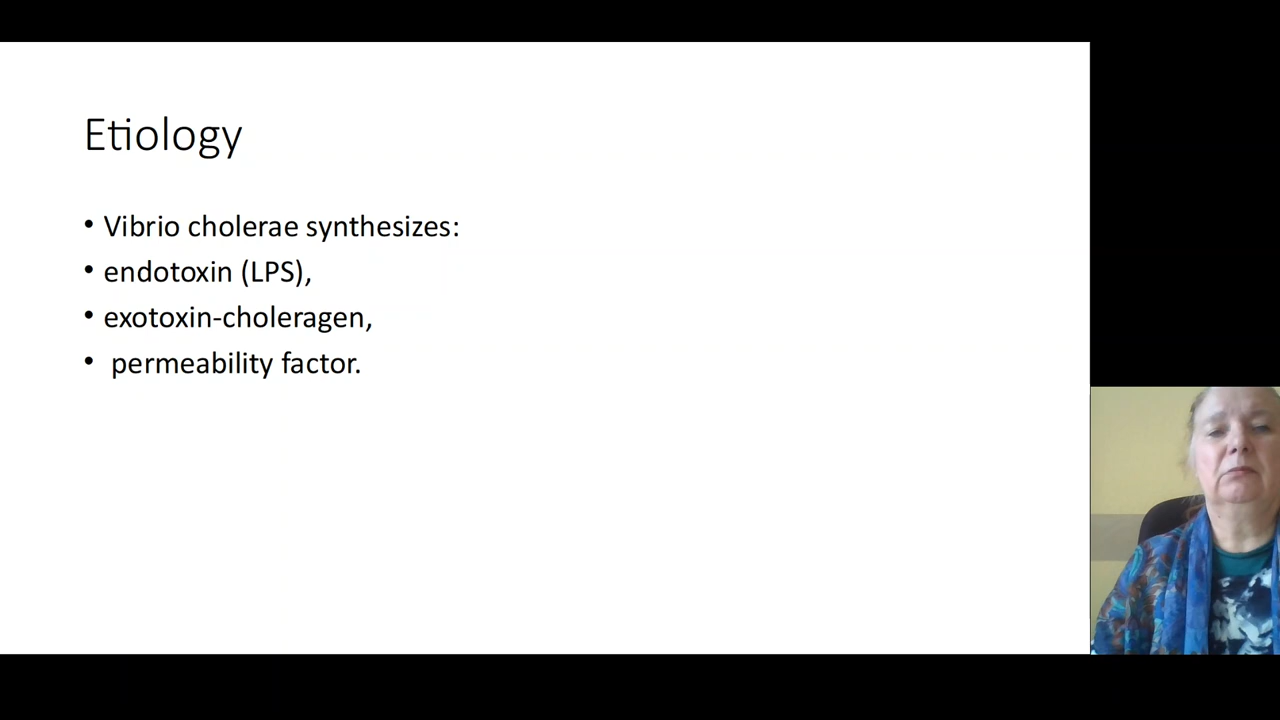 Etiology
• Vibrio cholerae synthesizes:
• endotoxin (LPS),
• exotoxin-choleragen,
• permeability factor.